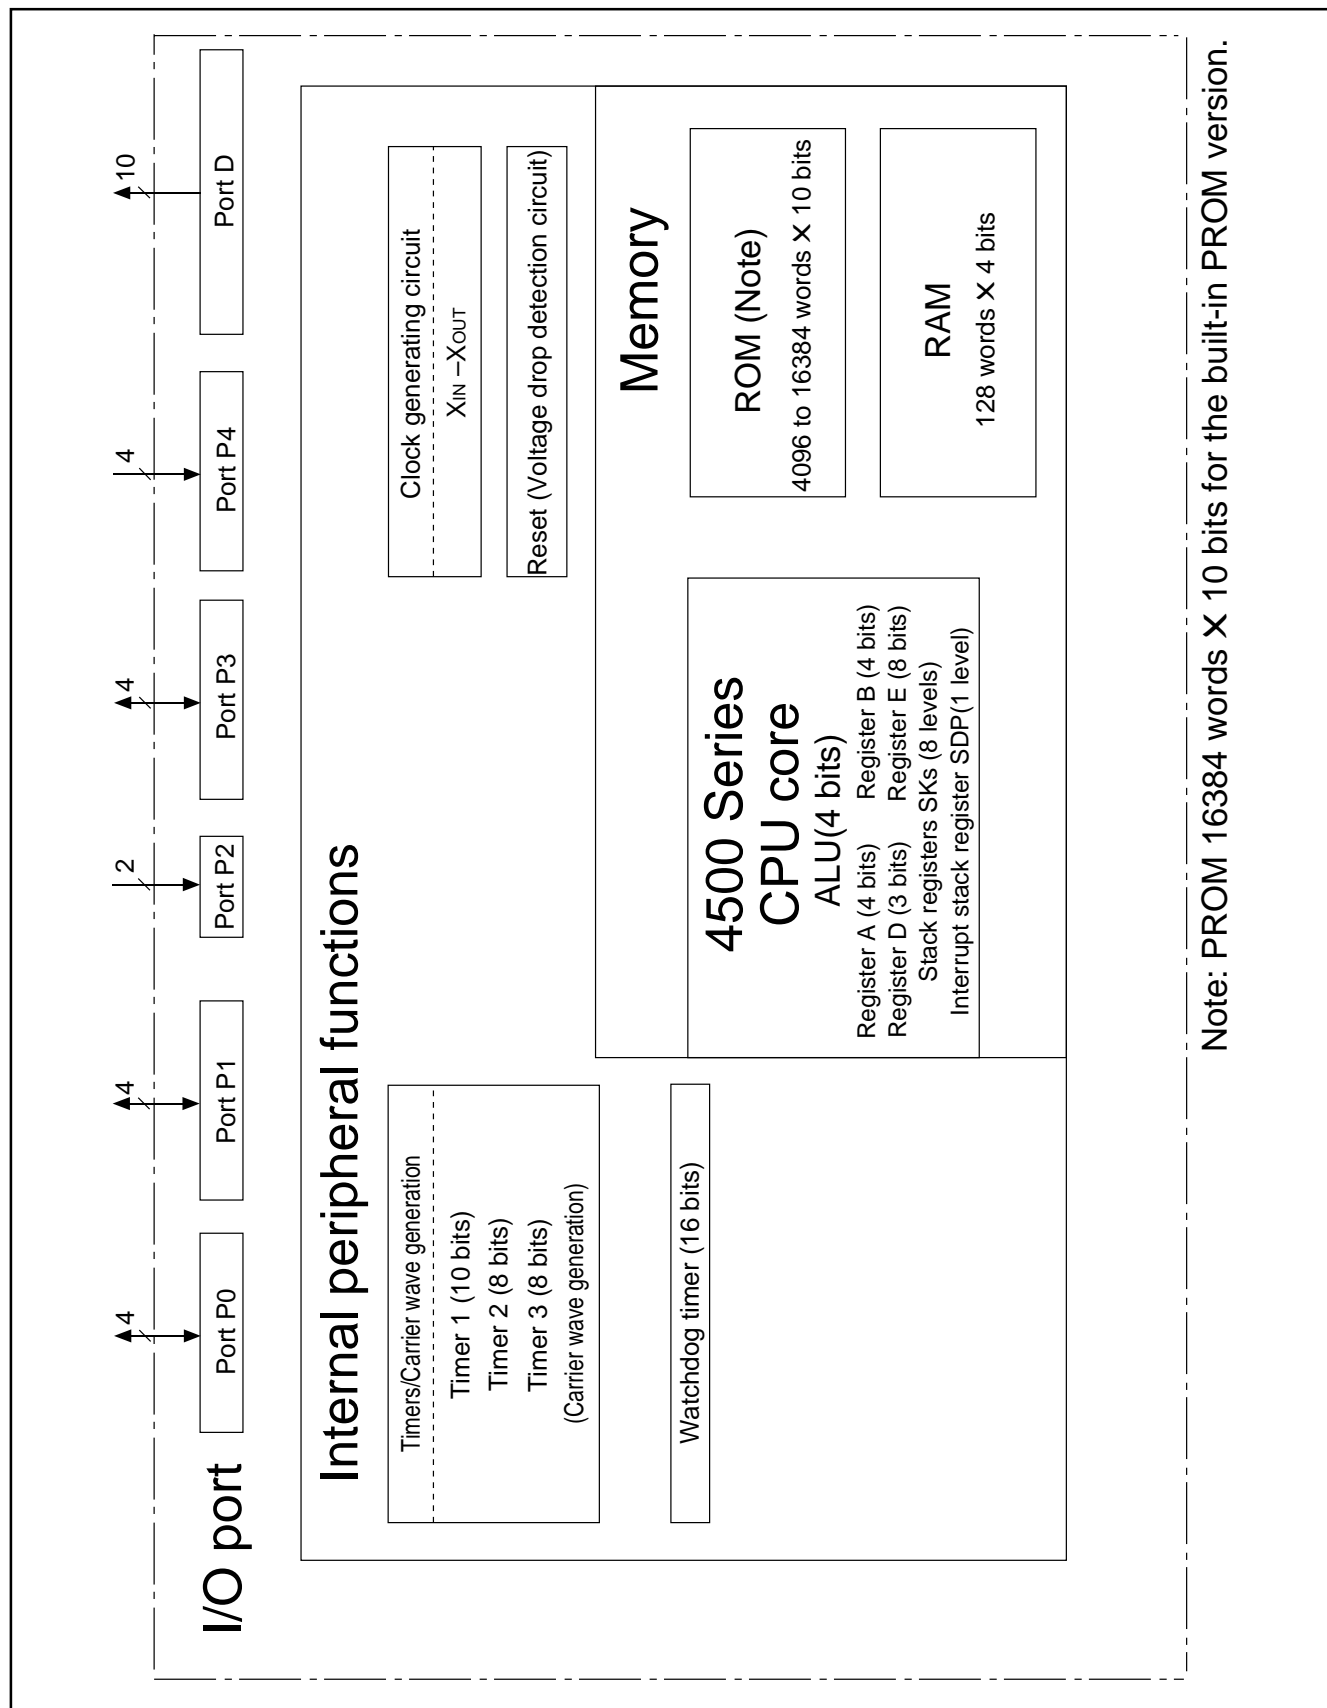 4
4
2
4
4
10
I/O port
Port P0
Port P1
Port P2
Port P3
Port P4
Port D
Internal peripheral functions
Timers/Carrier wave generation
Timer 1 (10 bits)
Timer 2 (8 bits)
Timer 3 (8 bits)
(Carrier wave generation)
Watchdog timer (16 bits)
Clock generating circuit
XIN –XOUT
Reset (Voltage drop detection circuit)
4500 Series
CPU core
ALU(4 bits)
Register A (4 bits) Register B (4 bits)
Register D (3 bits) Register E (8 bits)
Stack registers SKs (8 levels)
Interrupt stack register SDP(1 level)
Memory
ROM (Note)
4096 to 16384 words ✕ 10 bits
RAM
128 words ✕ 4 bits
Note: PROM 16384 words ✕ 10 bits for the built-in PROM version.